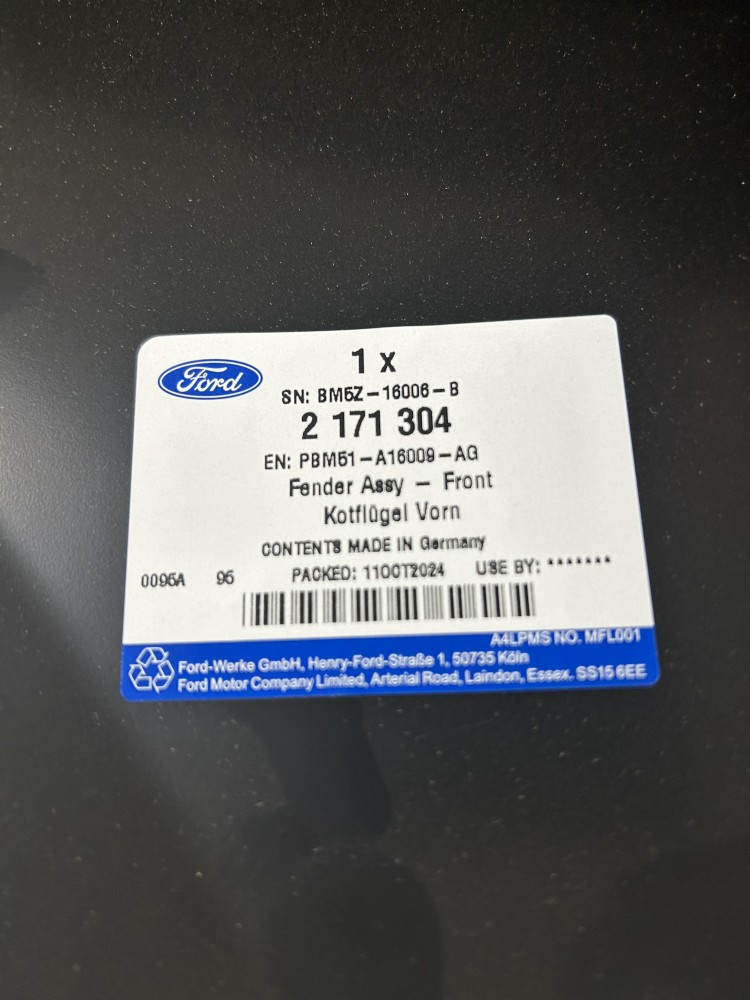 Ford
1 x
SN: BM5Z-16006-B
2 171 304
EN: PBM51-A16009-AG
Fender Assy - Front
Kotflügel Vorn
CONTENTS MADE IN Germany
0095A 95 PACKED: 11OCT2024 USE BY: *******
A4LPMS NO. MFL001
Ford-Werke GmbH, Henry-Ford-Straße 1, 50735 Köln
Ford Motor Company Limited, Arterial Road, Laindon, Essex. SS15 6EE